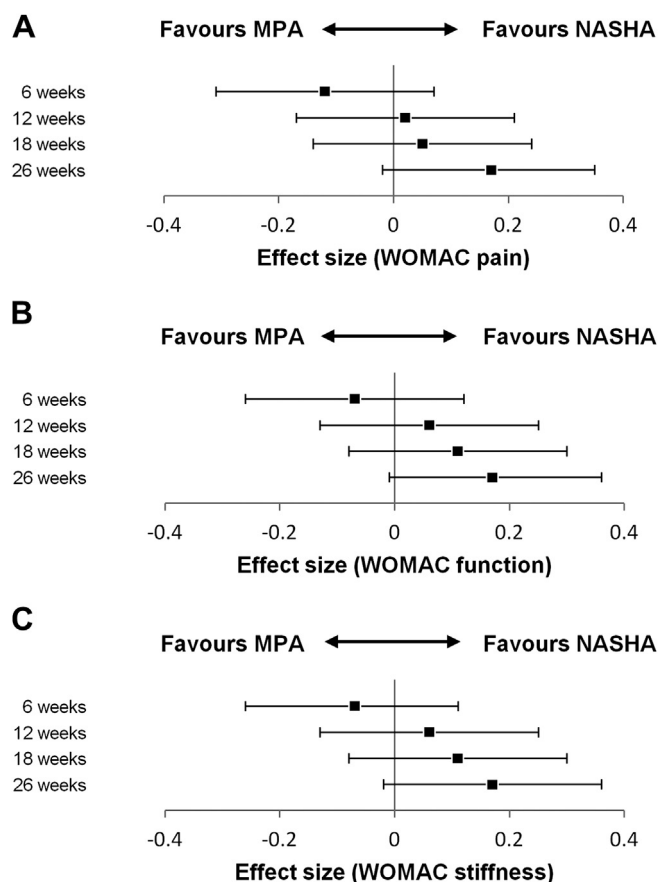 A
Favours MPA Favours NASHA
6 weeks
12 weeks
18 weeks
26 weeks
-0.4 -0.2 0 0.2 0.4
Effect size (WOMAC pain)
B
Favours MPA Favours NASHA
6 weeks
12 weeks
18 weeks
26 weeks
-0.4 -0.2 0 0.2 0.4
Effect size (WOMAC function)
C
Favours MPA Favours NASHA
6 weeks
12 weeks
18 weeks
26 weeks
-0.4 -0.2 0 0.2 0.4
Effect size (WOMAC stiffness)